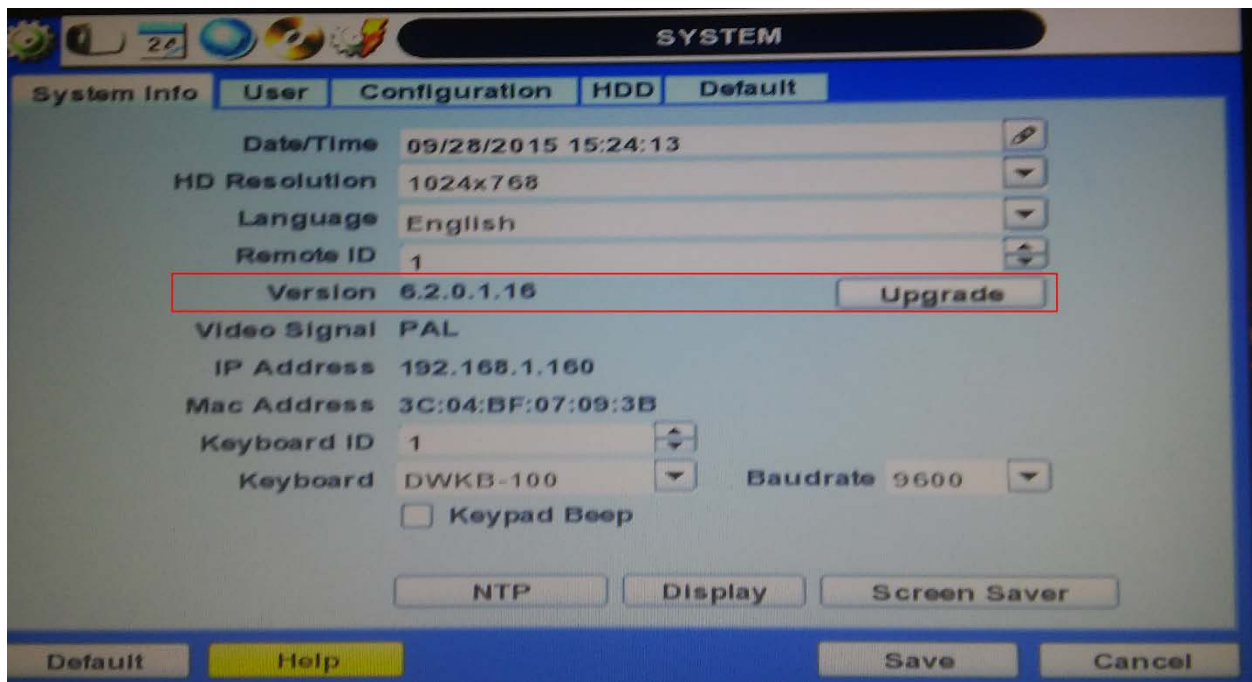 24
SYSTEM
System Info User Configuration HDD Default
Date/Time 09/28/2015 15:24:13
HD Resolution 1024x768
Language English
Remote ID 1
Version 6.2.0.1.16 Upgrade
Video Signal PAL
IP Address 192.168.1.160
Mac Address 3C:04:BF:07:09:3B
Keyboard ID 1
Keyboard DWKB-100 Baudrate 9600
Keypad Beep
NTP Display Screen Saver
Default Help Save Cancel